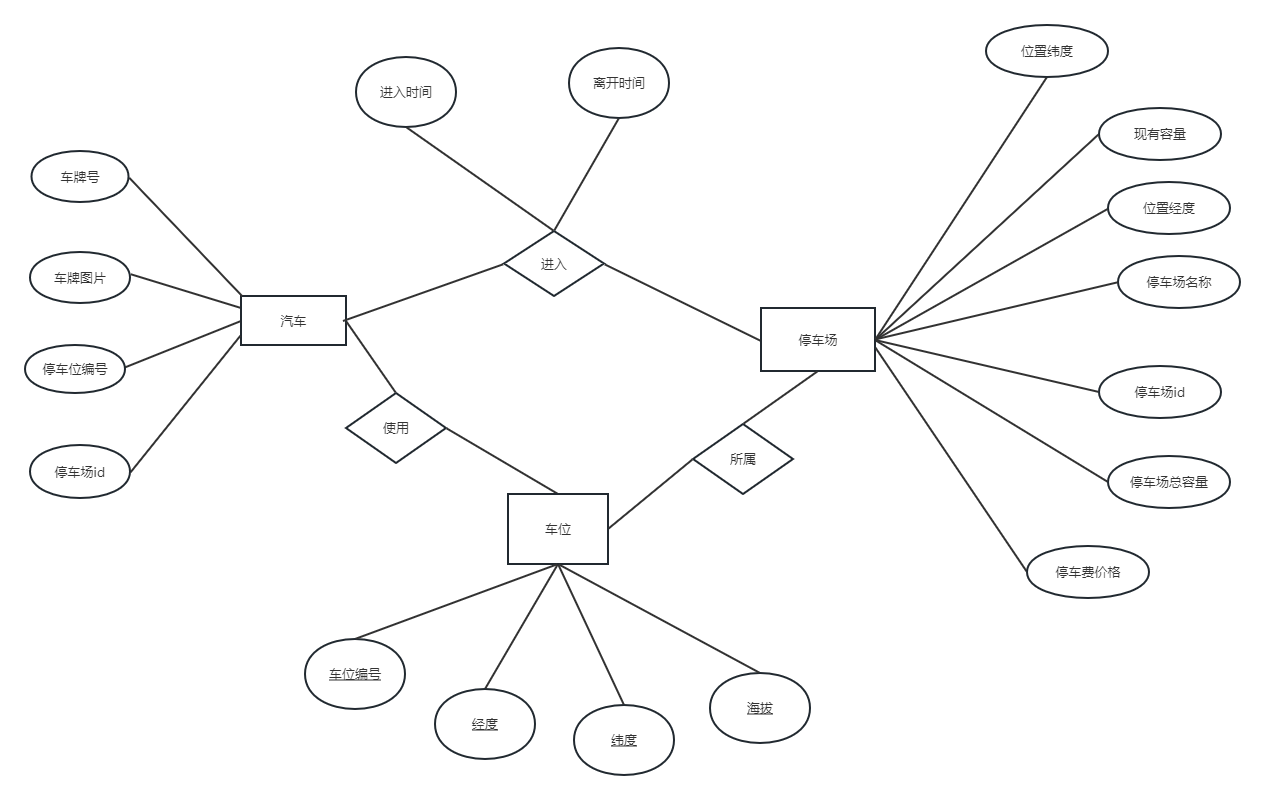 位置纬度
进入时间
离开时间
现有容量
车牌号
位置经度
进入
车牌图片
停车场名称
汽车
停车场
停车位编号
停车场id
使用
所属
停车场id
停车场总容量
车位
停车费价格
车位编号
经度
纬度
海拔